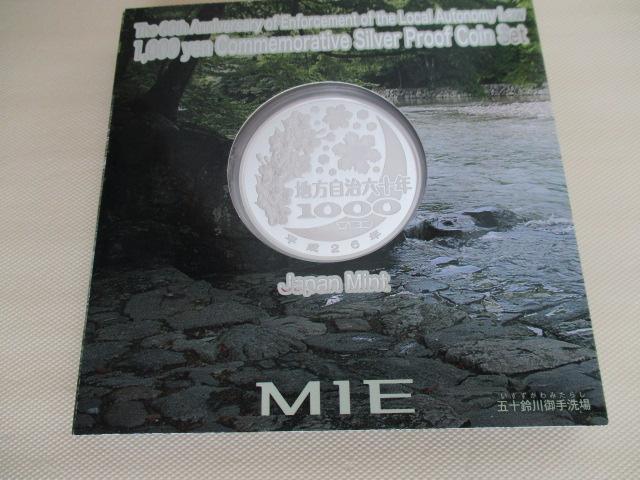 The 60th Anniversary of Enforcement of the Local Autonomy Law
1,000 yen Commemorative Silver Proof Coin Set
地方自治六十年
1000
平成26年
Japan Mint
MIE
いすずがわみたらし
五十鈴川御手洗場